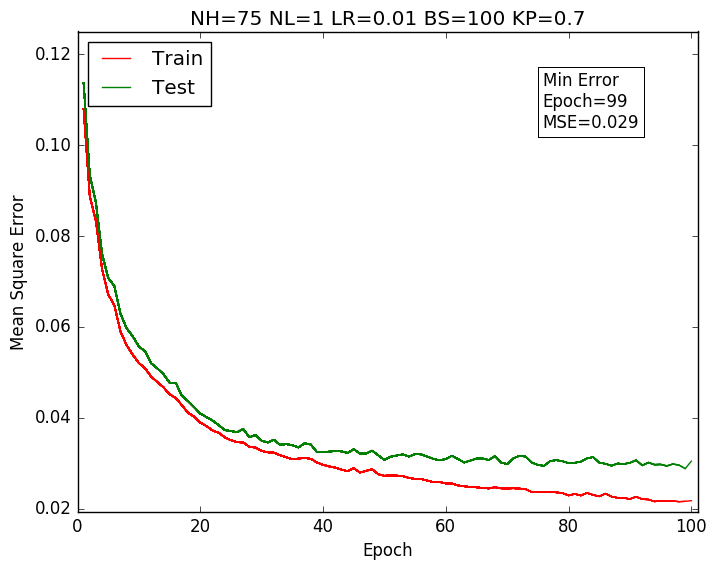 NH=75 NL=1 LR=0.01 BS=100 KP=0.7
0.12
0.10
0.08
0.06
0.04
0.02
Mean Square Error
Train
Test
Min Error
Epoch=99
MSE=0.029
0 20 40 60 80 100
Epoch